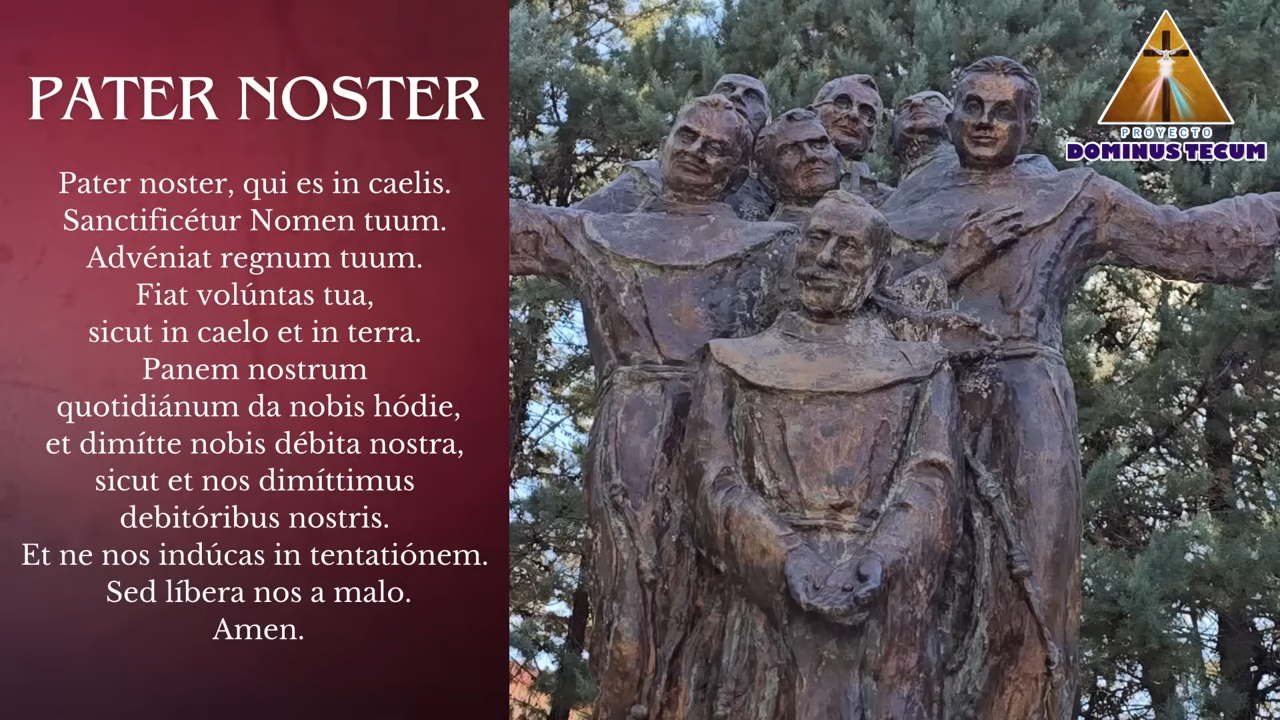 PATER NOSTER
Pater noster, qui es in caelis.
Sanctificétur Nomen tuum.
Advéniat regnum tuum.
Fiat volúntas tua,
sicut in caelo et in terra.
Panem nostrum
quotidiánum da nobis hódie,
et dimítte nobis débita nostra,
sicut et nos dimíttimus
debitóribus nostris.
Et ne nos indúcas in tentatiónem.
Sed líbera nos a malo.
Amen.
PROYECTO
DOMINUS TECUM